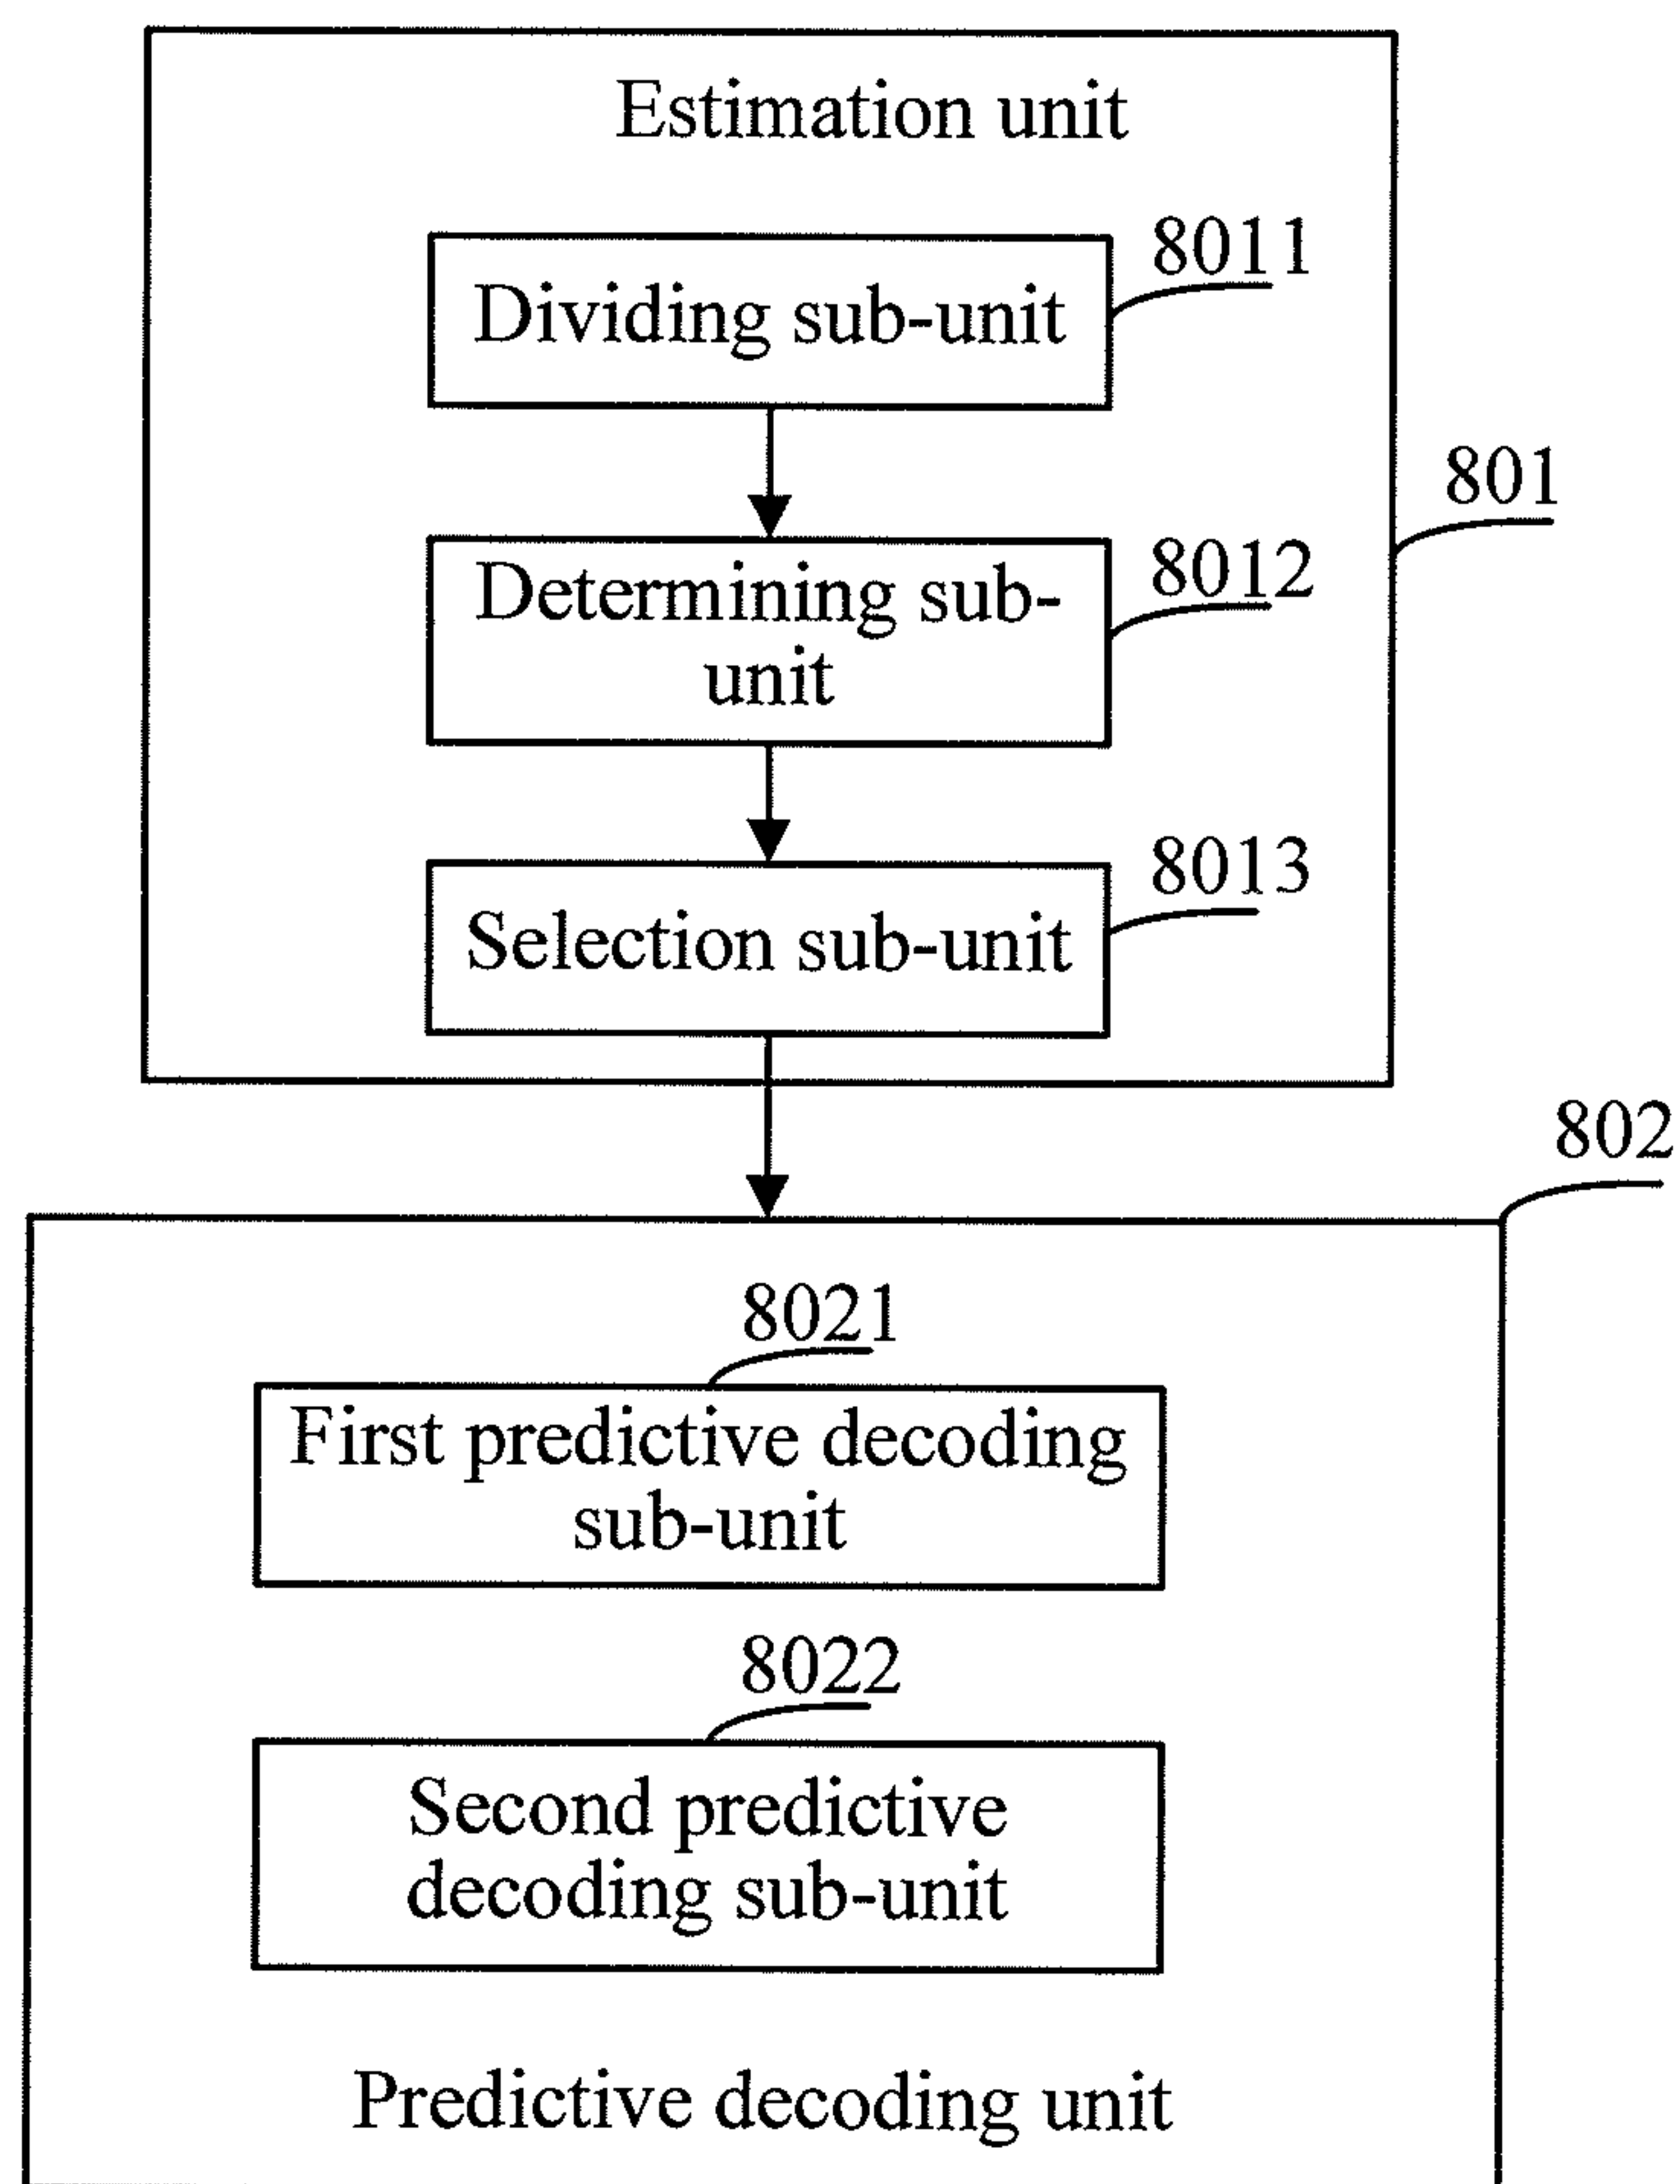 Estimation unit
8011
Dividing sub-unit
801
8012
Determining sub-
unit
8013
Selection sub-unit
802
8021
First predictive decoding
sub-unit
8022
Second predictive
decoding sub-unit
Predictive decoding unit